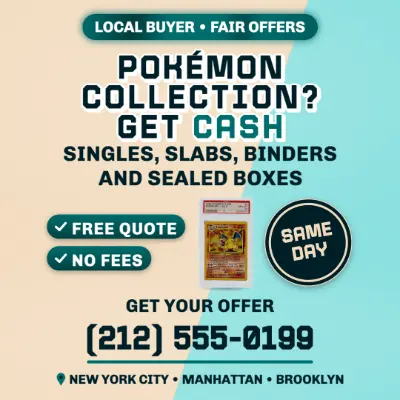 LOCAL BUYER • FAIR OFFERS
POKÉMON
COLLECTION?
GET CASH
SINGLES, SLABS, BINDERS
AND SEALED BOXES
✓ FREE QUOTE
✓ NO FEES
SAME
DAY
GET YOUR OFFER
(212) 555-0199
NEW YORK CITY • MANHATTAN • BROOKLYN